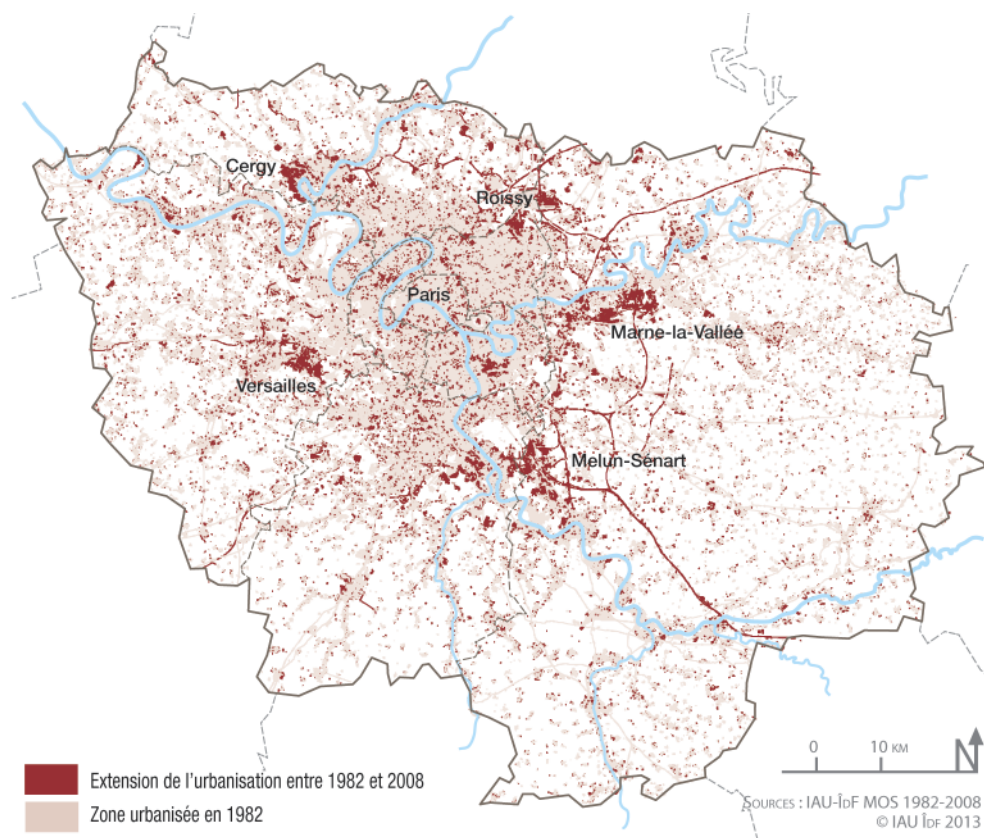 Cergy
Roissy
Paris
Marne-la-Vallée
Versailles
Melun-Sénart
0 10 KM
N
Extension de l'urbanisation entre 1982 et 2008
Zone urbanisée en 1982
SOURCES : IAU-ÎDF MOS 1982-2008
© IAU ÎDF 2013